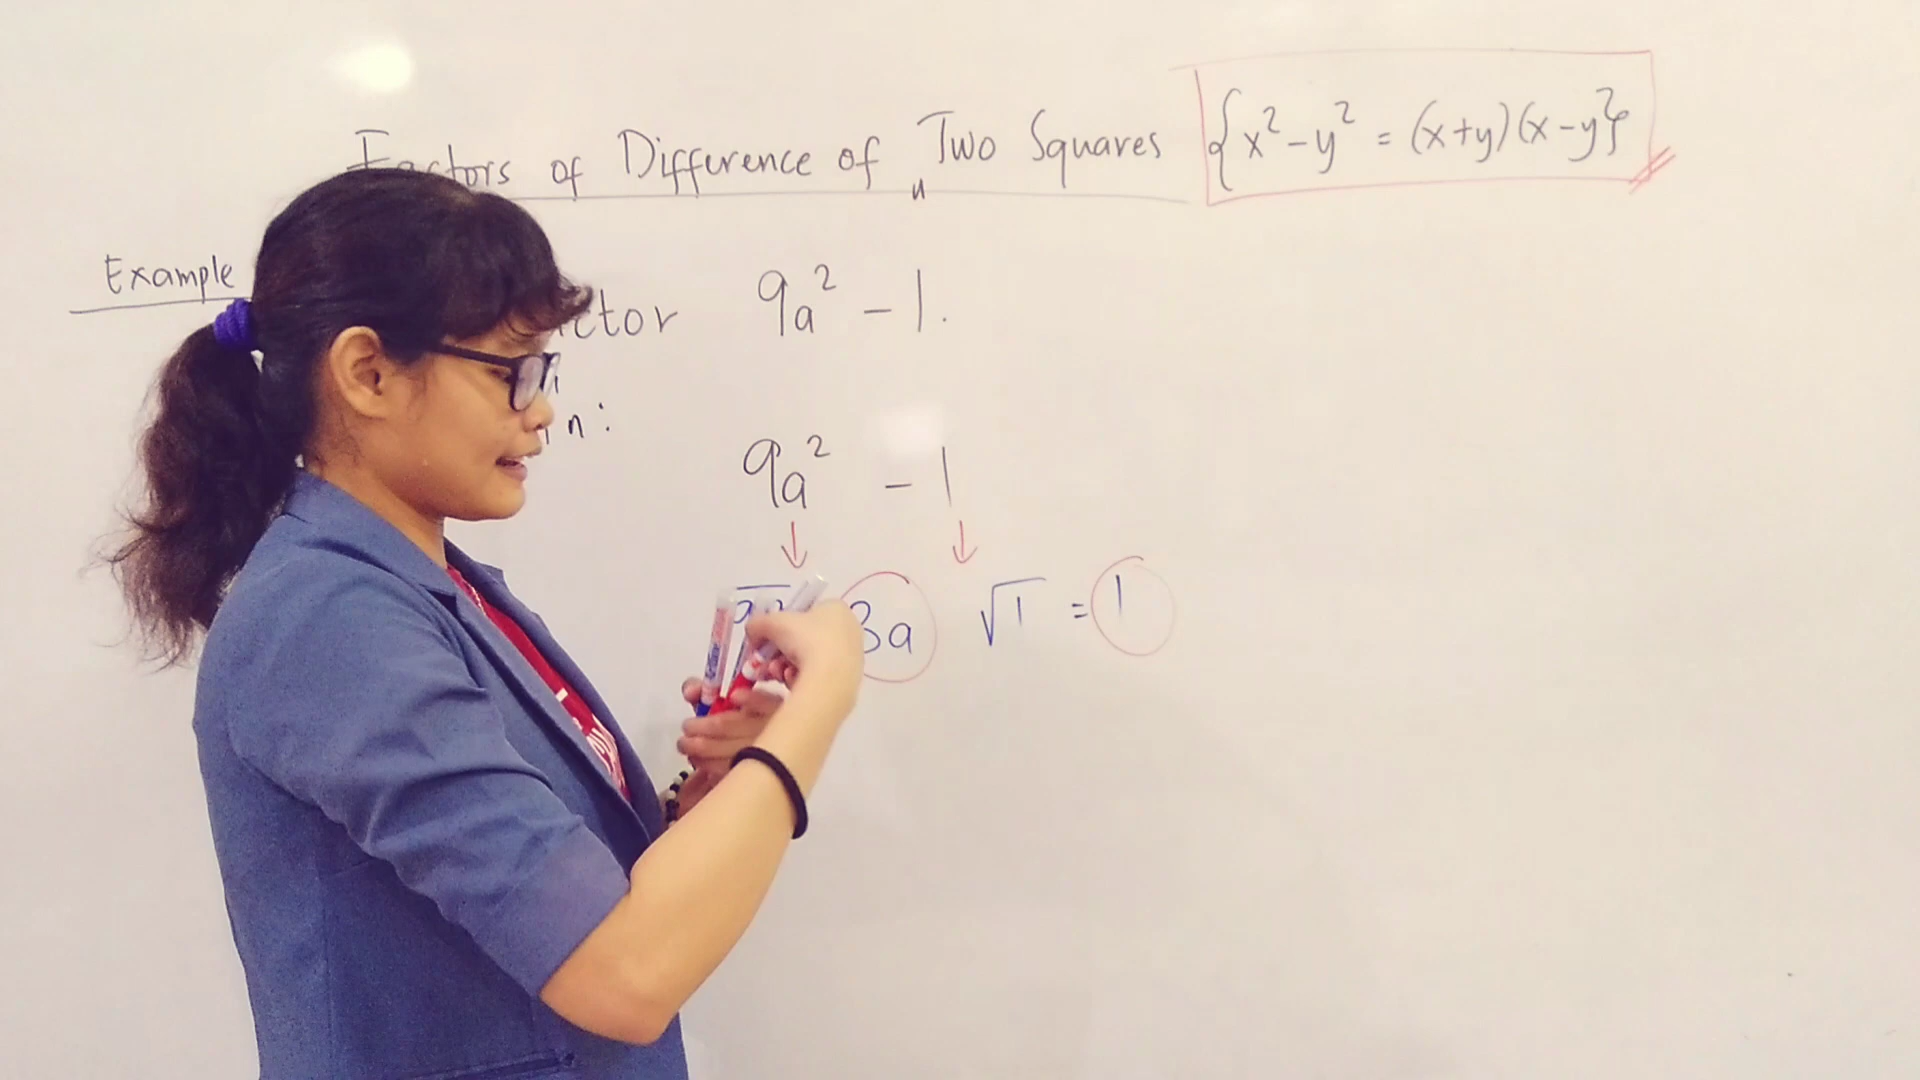 Factors of Difference of Two Squares {x² - y² = (x+y)(x-y)}
Example
ctor 9a² - 1.
n:
9a² - 1
3a √1 = 1